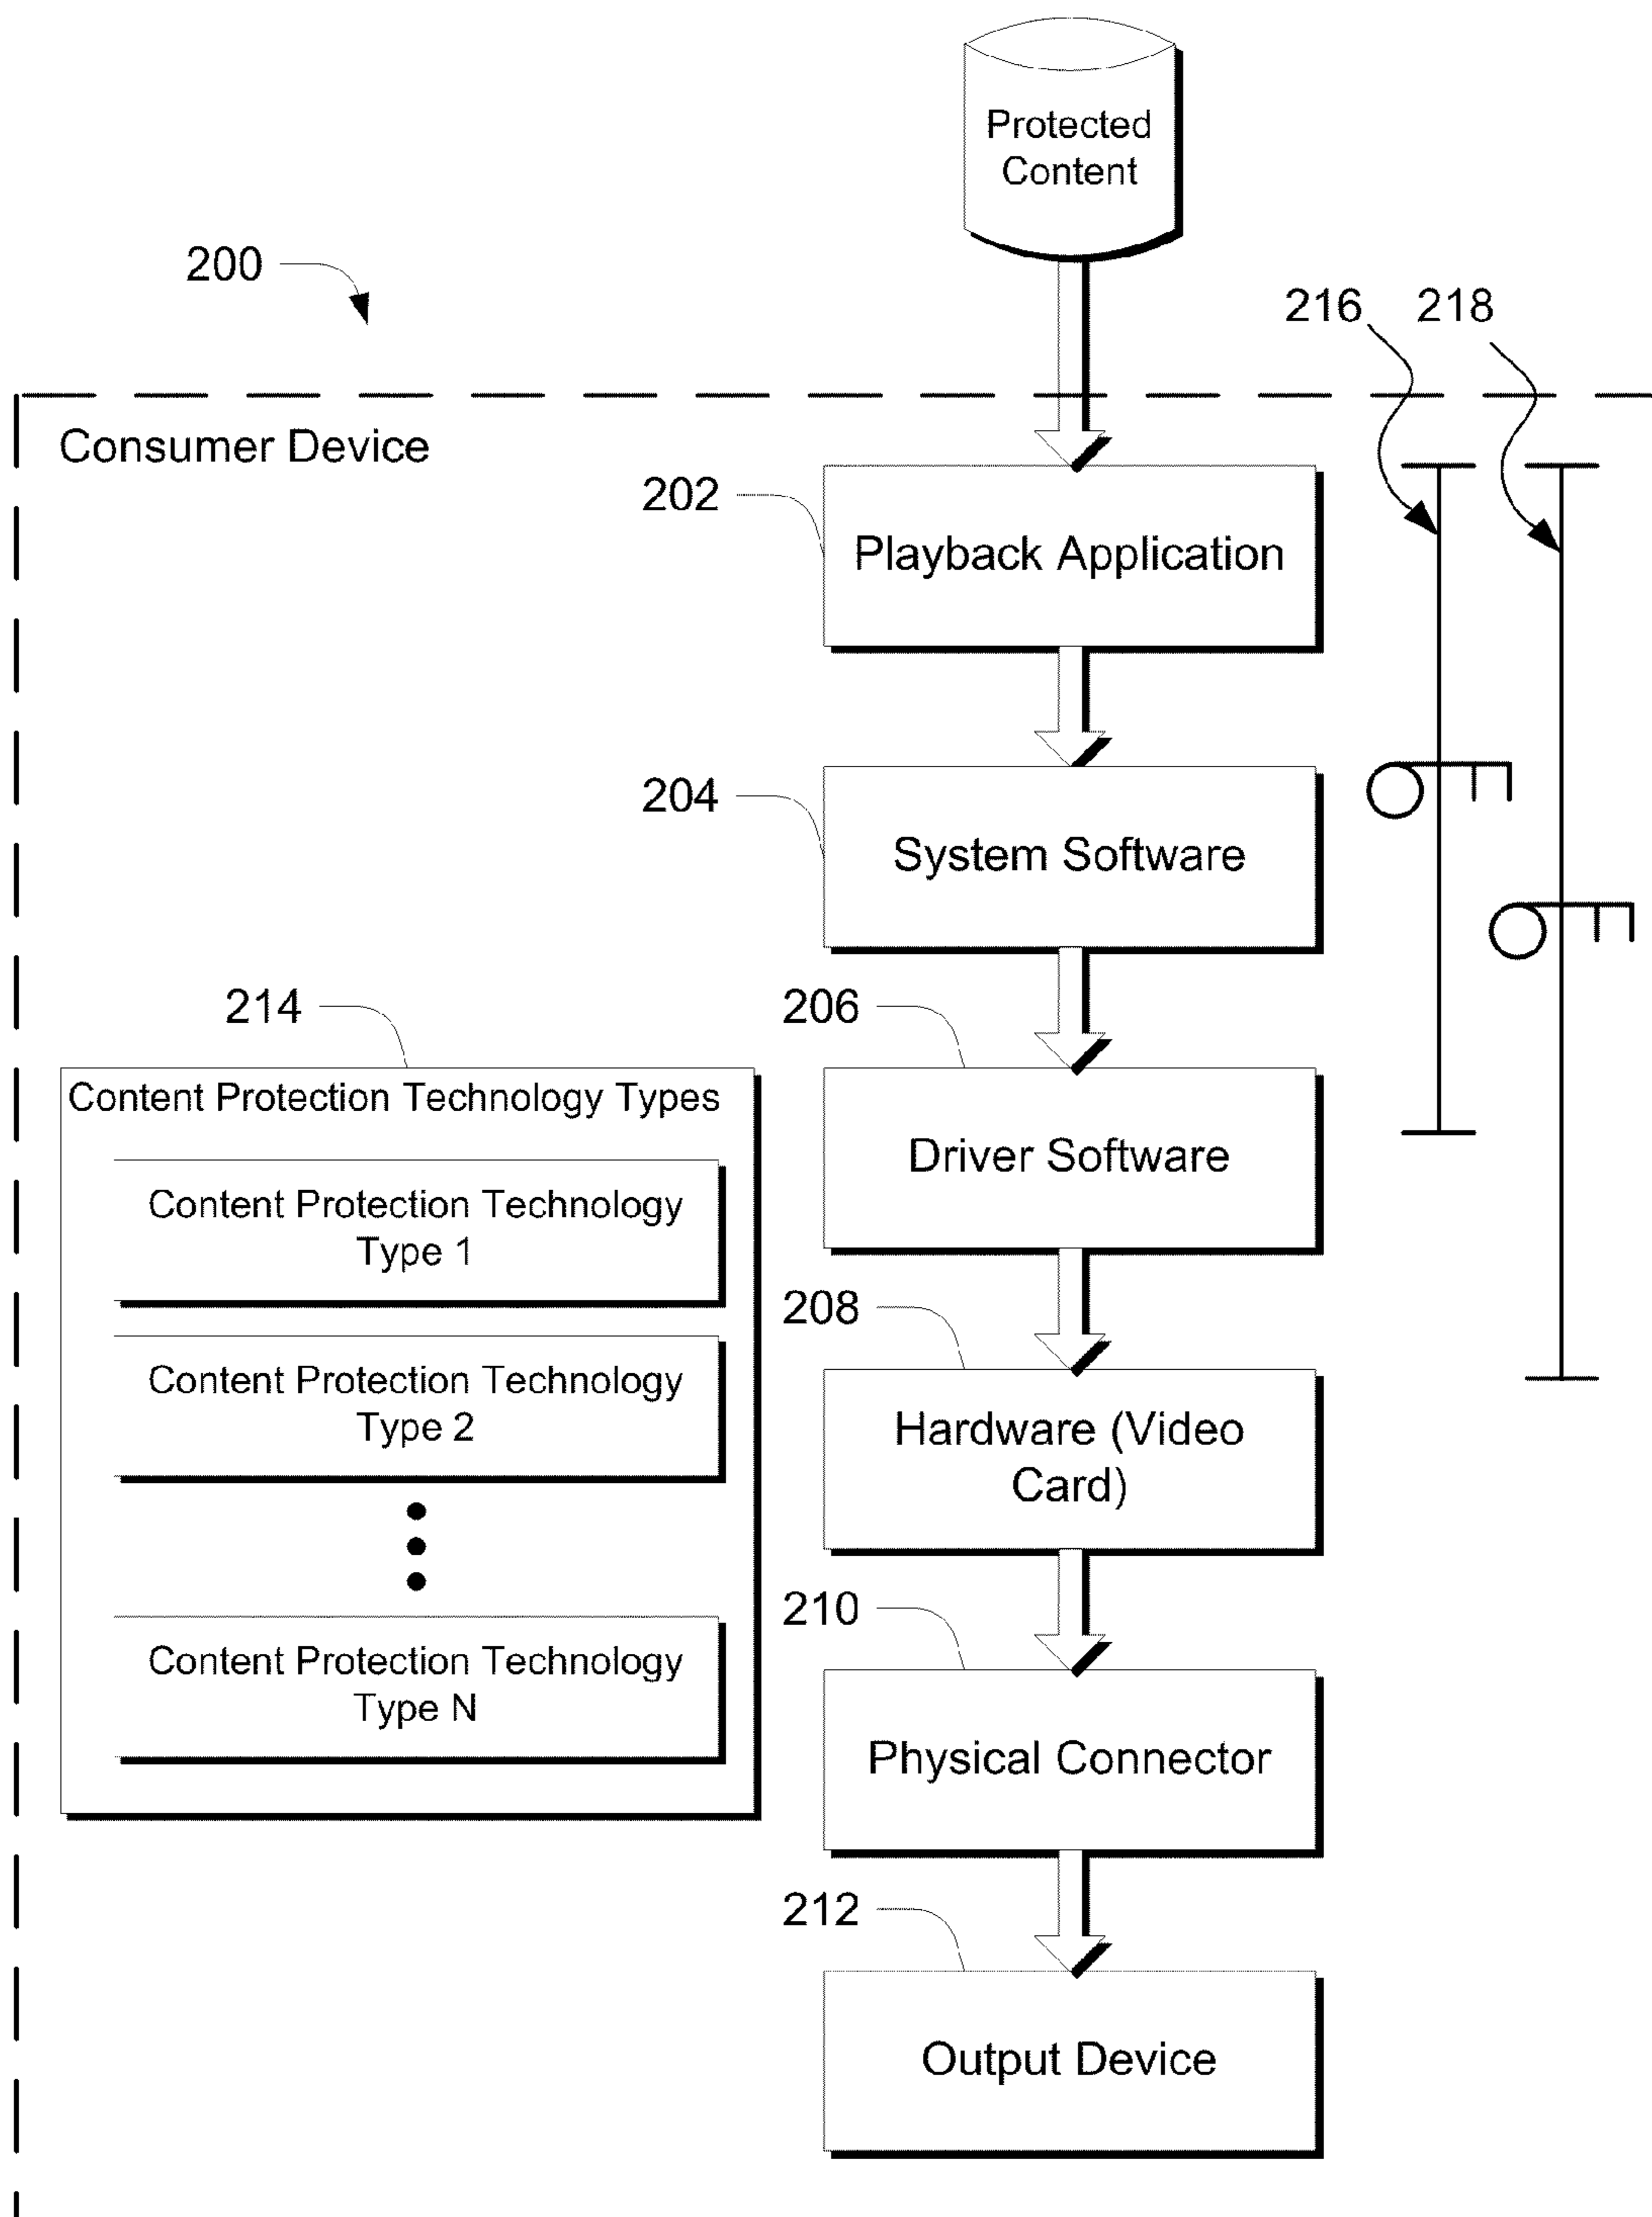 Protected
Content
200
216
218
Consumer Device
202
Playback Application
204
System Software
214
206
Content Protection Technology Types
Driver Software
Content Protection Technology
Type 1
208
Content Protection Technology
Type 2
Hardware (Video
Card)
210
Content Protection Technology
Type N
Physical Connector
212
Output Device